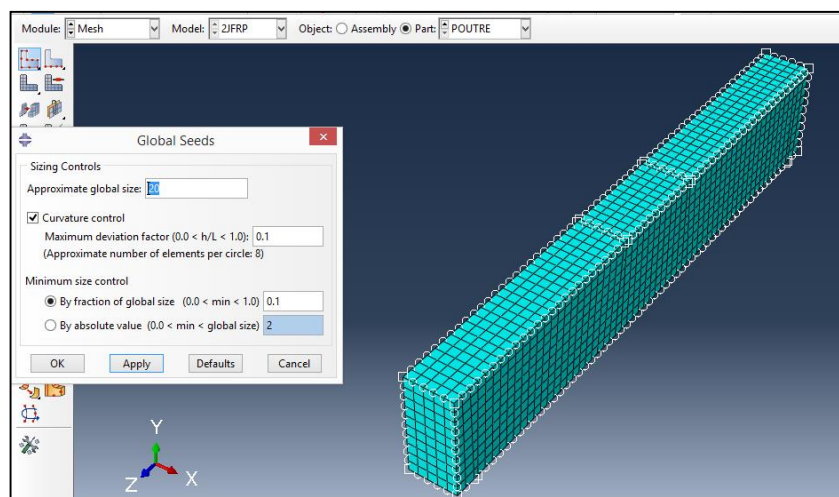 Module: Mesh Model: 2JFRP Object: Assembly Part: POUTRE
Global Seeds
Sizing Controls
Approximate global size: 20
Curvature control
Maximum deviation factor (0.0 < h/L < 1.0): 0.1
(Approximate number of elements per circle: 8)
Minimum size control
By fraction of global size (0.0 < min < 1.0) 0.1
By absolute value (0.0 < min < global size) 2
OK Apply Defaults Cancel
Y
Z X